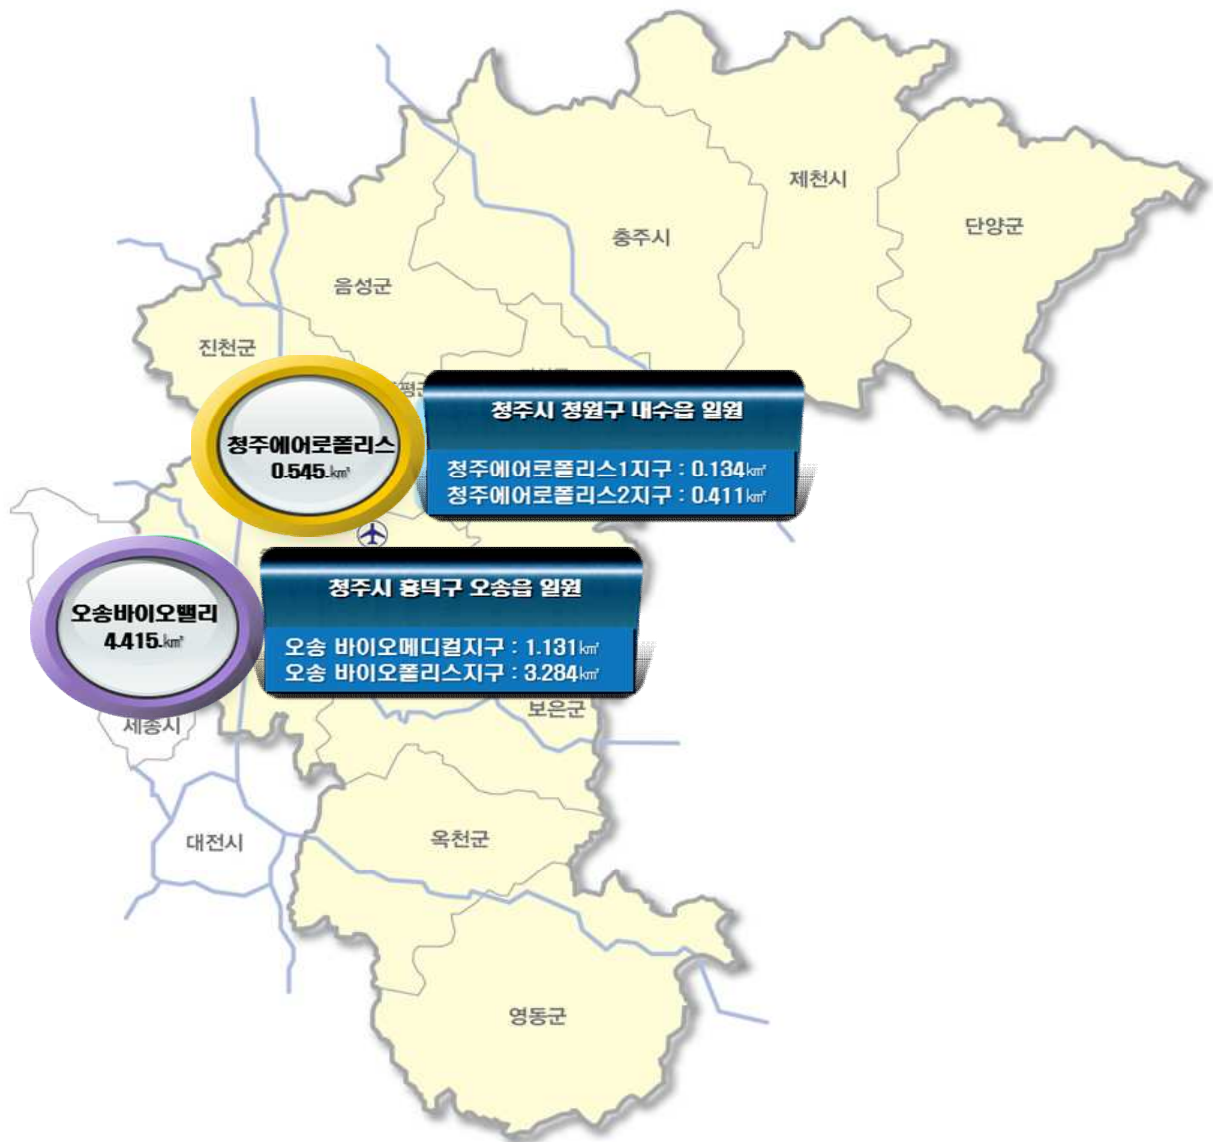 제천시
단양군
충주시
음성군
진천군
청주에어로폴리스
0.545.㎢
청주시 청원구 내수읍 일원
청주에어로폴리스1지구 : 0.134㎢
청주에어로폴리스2지구 : 0.411㎢
오송바이오밸리
4.415.㎢
청주시 흥덕구 오송읍 일원
오송 바이오메디컬지구 : 1.131㎢
오송 바이오폴리스지구 : 3.284㎢
보은군
세종시
대전시
옥천군
영동군